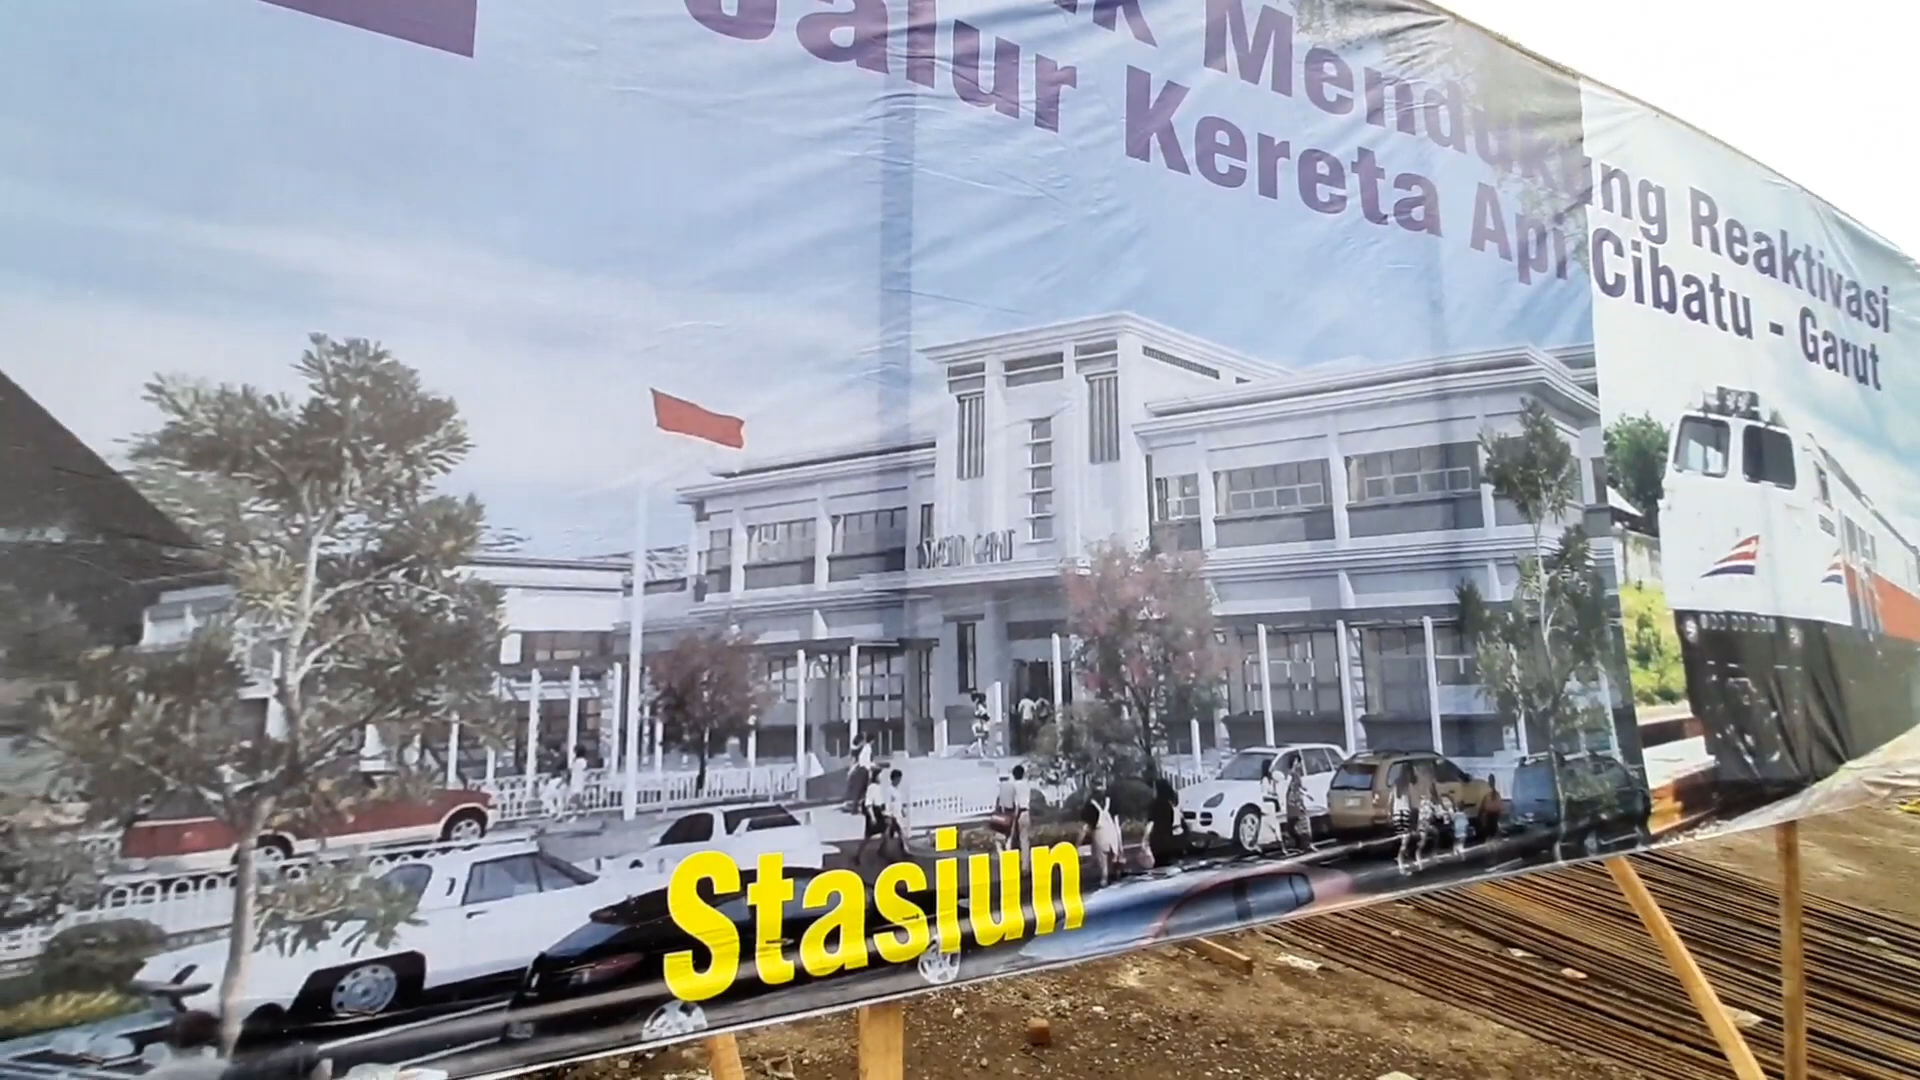 Mendukung Reaktivasi
Jalur Kereta Api Cibatu - Garut
STASIUN GARUT
Stasiun